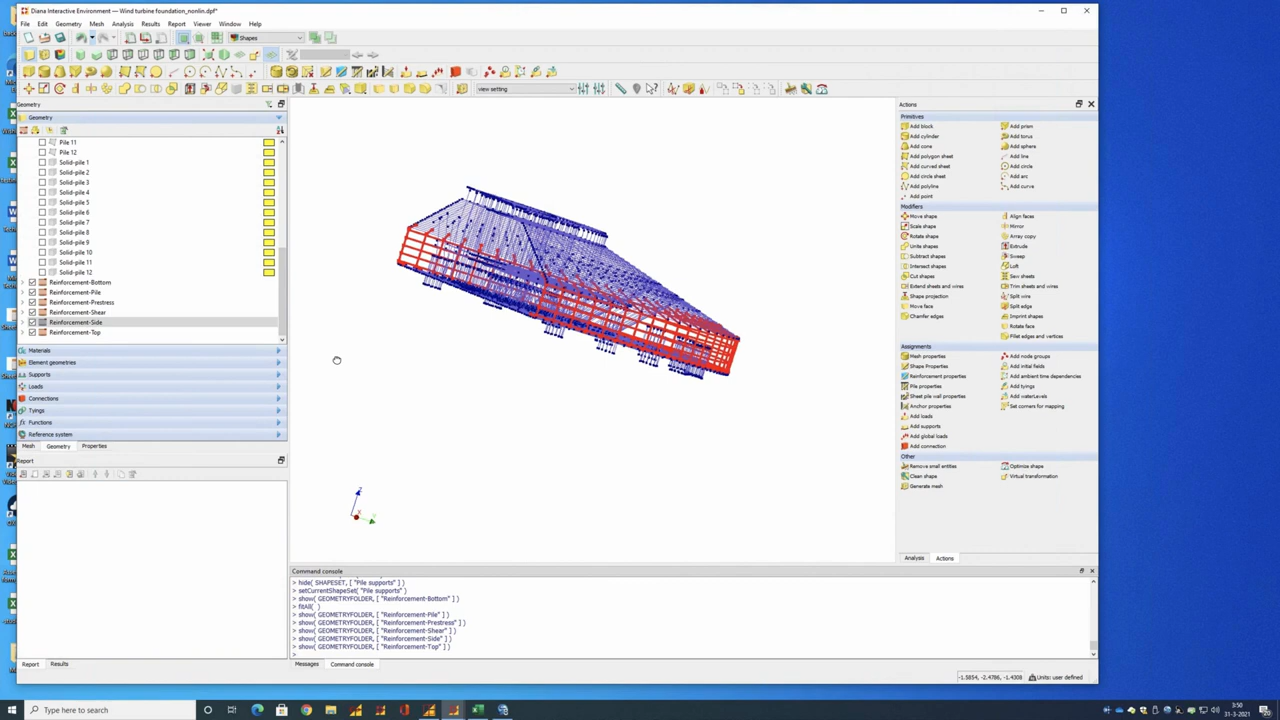 Diana Interactive Environment — Wind turbine foundation_nonlin.dpf*
File Edit Geometry Mesh Analysis Results Report Viewer Window Help
Shapes
view setting
Geometry
Geometry
Pile 11
Pile 12
Solid-pile 1
Solid-pile 2
Solid-pile 3
Solid-pile 4
Solid-pile 5
Solid-pile 6
Solid-pile 7
Solid-pile 8
Solid-pile 9
Solid-pile 10
Solid-pile 11
Solid-pile 12
Reinforcement-Bottom
Reinforcement-Pile
Reinforcement-Prestress
Reinforcement-Shear
Reinforcement-Side
Reinforcement-Top
Materials
Element geometries
Supports
Loads
Connections
Tyings
Functions
Reference system
Mesh Geometry Properties
Report
Report Results
Z
X
Y
Command console
> hide( SHAPESET, [ "Pile supports" ] )
> setCurrentShapeSet( "Pile supports" )
> show( GEOMETRYFOLDER, [ "Reinforcement-Bottom" ] )
> fitAll( )
> show( GEOMETRYFOLDER, [ "Reinforcement-Pile" ] )
> show( GEOMETRYFOLDER, [ "Reinforcement-Prestress" ] )
> show( GEOMETRYFOLDER, [ "Reinforcement-Shear" ] )
> show( GEOMETRYFOLDER, [ "Reinforcement-Side" ] )
> show( GEOMETRYFOLDER, [ "Reinforcement-Top" ] )
>
Messages Command console
Actions
Primitives
Add block Add prism
Add cylinder Add torus
Add cone Add sphere
Add polygon sheet Add line
Add curved sheet Add circle
Add circle sheet Add arc
Add polyline Add curve
Add point
Modifiers
Move shape Align faces
Scale shape Mirror
Rotate shape Array copy
Unite shapes Extrude
Subtract shapes Sweep
Intersect shapes Loft
Cut shapes Sew sheets
Extend sheets and wires Trim sheets and wires
Shape projection Split wire
Move face Split edge
Chamfer edges Imprint shapes
Rotate face
Fillet edges and vertices
Assignments
Mesh properties Add node groups
Shape Properties Add initial fields
Reinforcement properties Add ambient time dependencies
Pile properties Add tyings
Sheet pile wall properties Add waterLevels
Anchor properties Set corners for mapping
Add loads
Add supports
Add global loads
Add connection
Other
Remove small entities Optimize shape
Clean shape Virtual transformation
Generate mesh
Analysis Actions
-1.5854, -2.4786, -1.4308 Units: user defined
Type here to search
3:50
31-3-2021